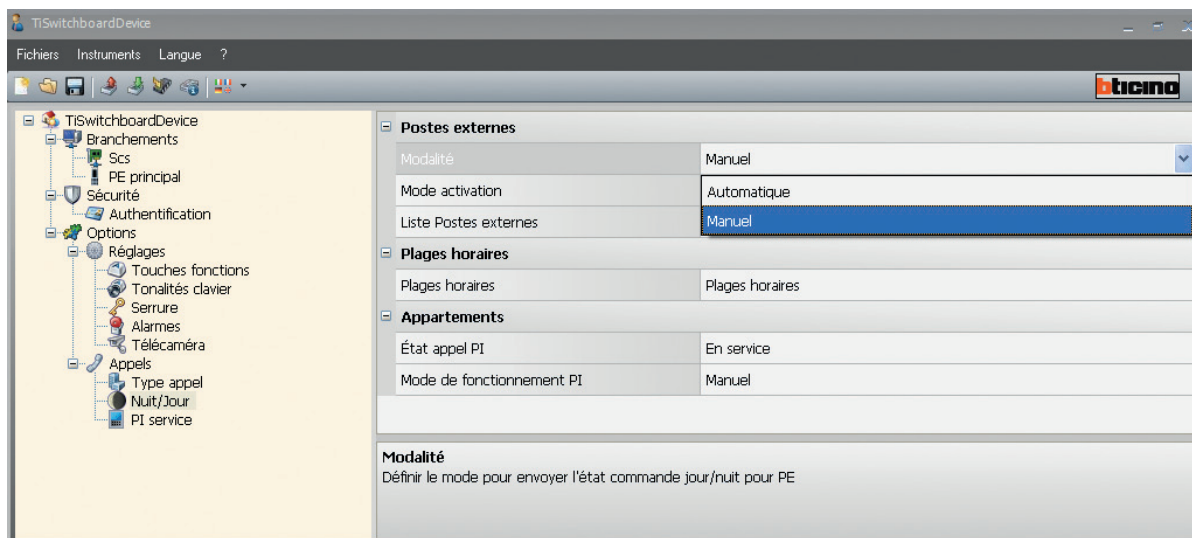 TiSwitchboardDevice
Fichiers Instruments Langue ?
bticino
TiSwitchboardDevice
Branchements
Scs
PE principal
Sécurité
Authentification
Options
Réglages
Touches fonctions
Tonalités clavier
Serrure
Alarmes
Télécaméra
Appels
Type appel
Nuit/Jour
PI service
Postes externes
Modalité Manuel
Mode activation Automatique
Liste Postes externes Manuel
Plages horaires
Plages horaires Plages horaires
Appartements
État appel PI En service
Mode de fonctionnement PI Manuel
Modalité
Définir le mode pour envoyer l'état commande jour/nuit pour PE